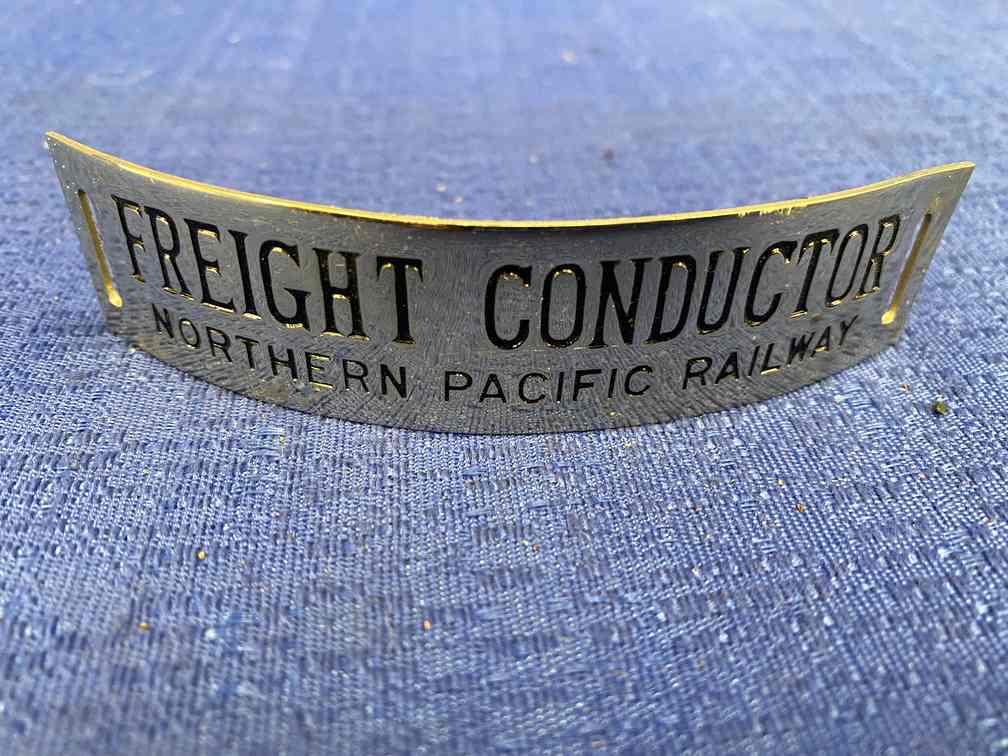 FREIGHT CONDUCTOR
NORTHERN PACIFIC RAILWAY